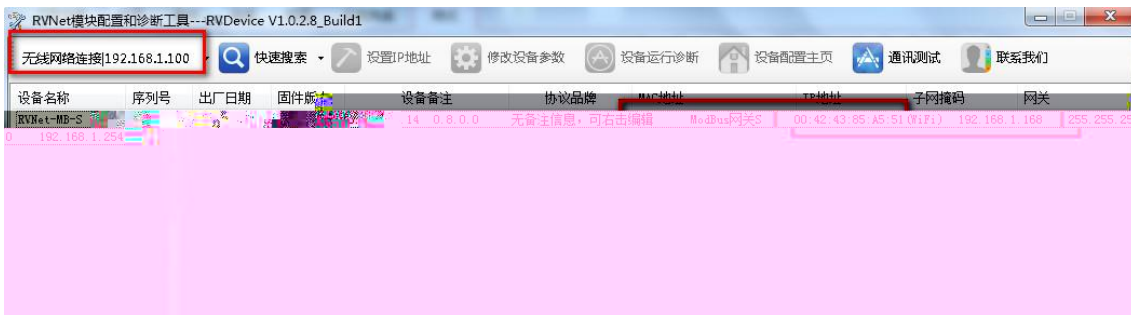 RVNet模块配置和诊断工具---RVDevice V1.0.2.8_Build1
无线网络连接|192.168.1.100 快速搜索 设置IP地址 修改设备参数 设备运行诊断 设备配置主页 通讯测试 联系我们
设备名称 序列号 出厂日期 固件版 设备备注 协议品牌 MAC地址 IP地址 子网掩码 网关
RVNet-MB-S 14 0.8.0.0 无备注信息，可右击编辑 ModBus网关S 00:42:43:85:A5:51(WiFi) 192.168.1.168 255.255.25
0 192.168.1.254